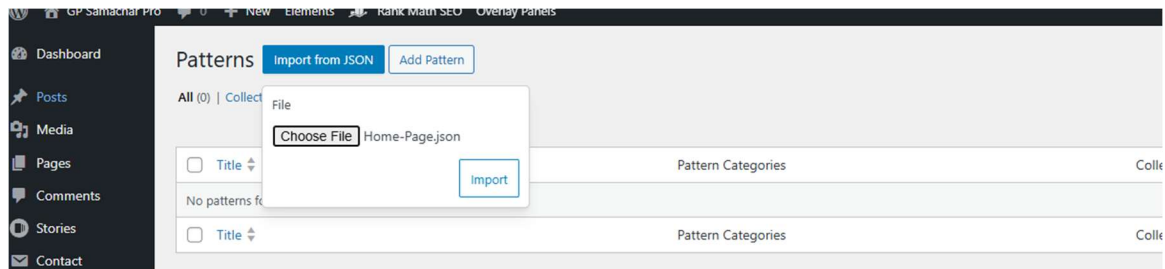 GP Samachar Pro 0 + New Elements Rank Math SEO Overlay Panels
Dashboard
Posts
Media
Pages
Comments
Stories
Contact
Patterns Import from JSON Add Pattern
All (0) | Collect
File
Choose File Home-Page.json
Import
Title Pattern Categories Colle
No patterns fo
Title Pattern Categories Colle